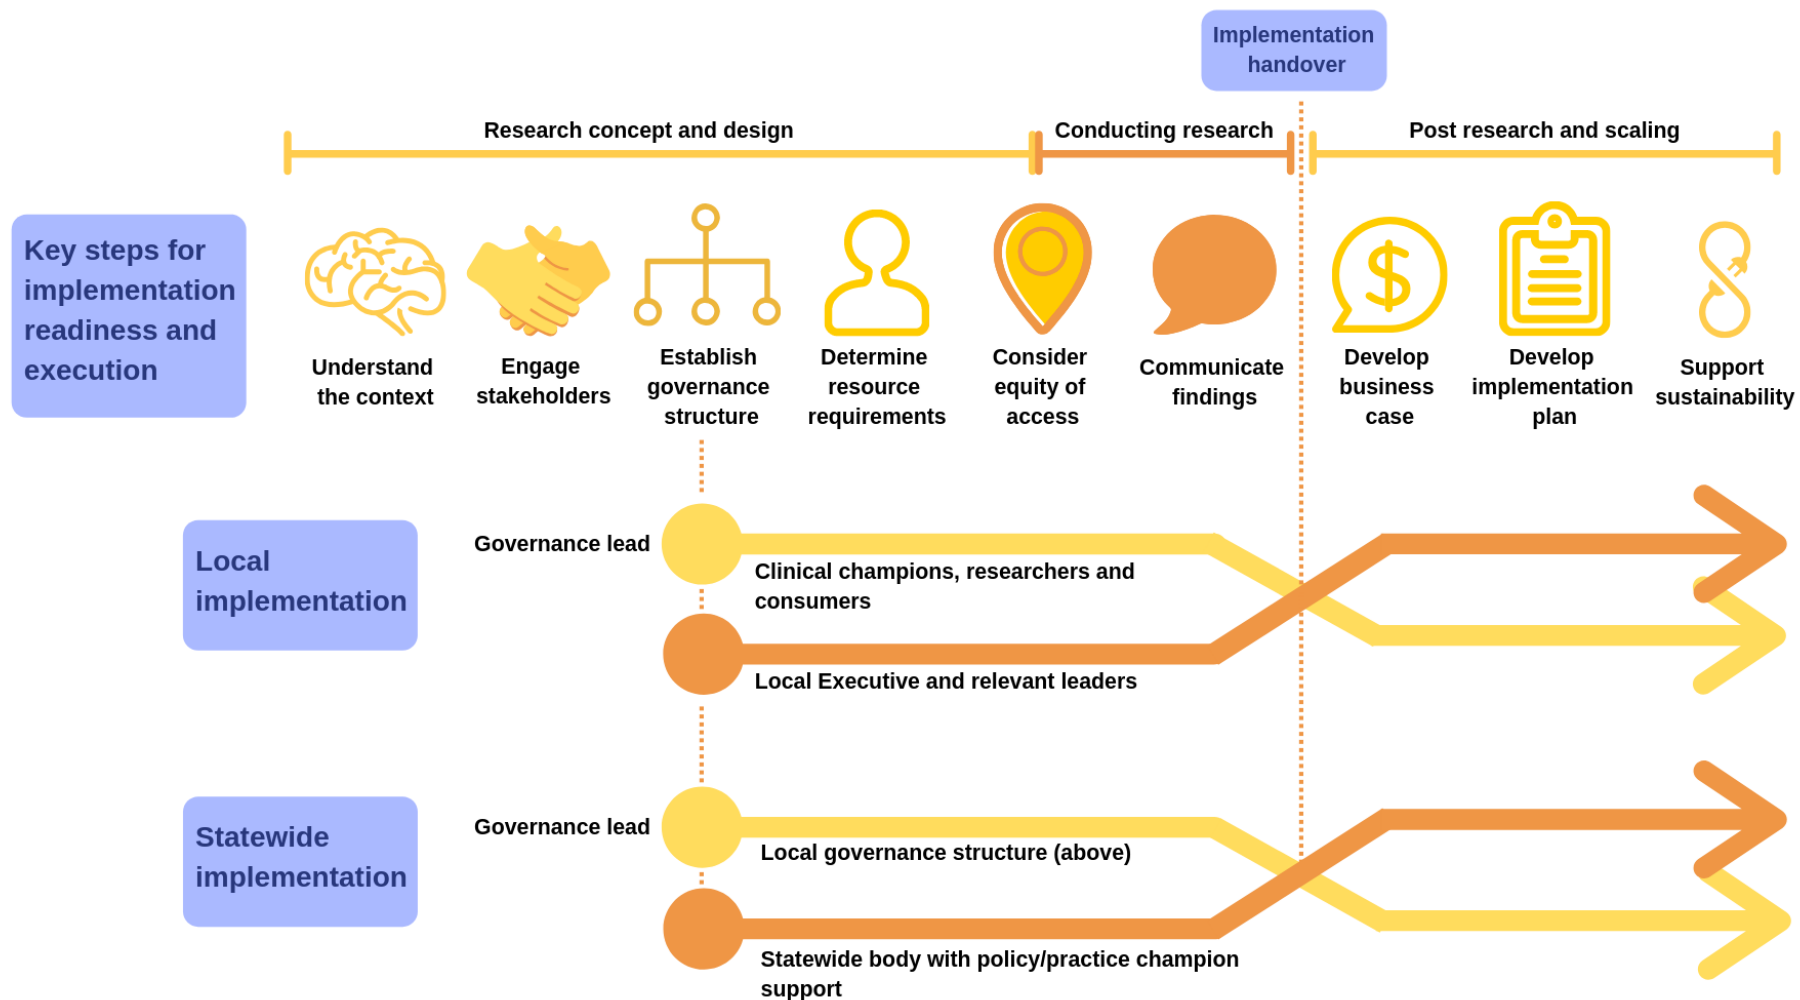 Implementation
handover
Research concept and design
Conducting research
Post research and scaling
Key steps for
implementation
readiness and
execution
Understand
the context
Engage
stakeholders
Establish
governance
structure
Determine
resource
requirements
Consider
equity of
access
Communicate
findings
Develop
business
case
Develop
implementation
plan
Support
sustainability
Local
implementation
Governance lead
Clinical champions, researchers and
consumers
Local Executive and relevant leaders
Statewide
implementation
Governance lead
Local governance structure (above)
Statewide body with policy/practice champion
support